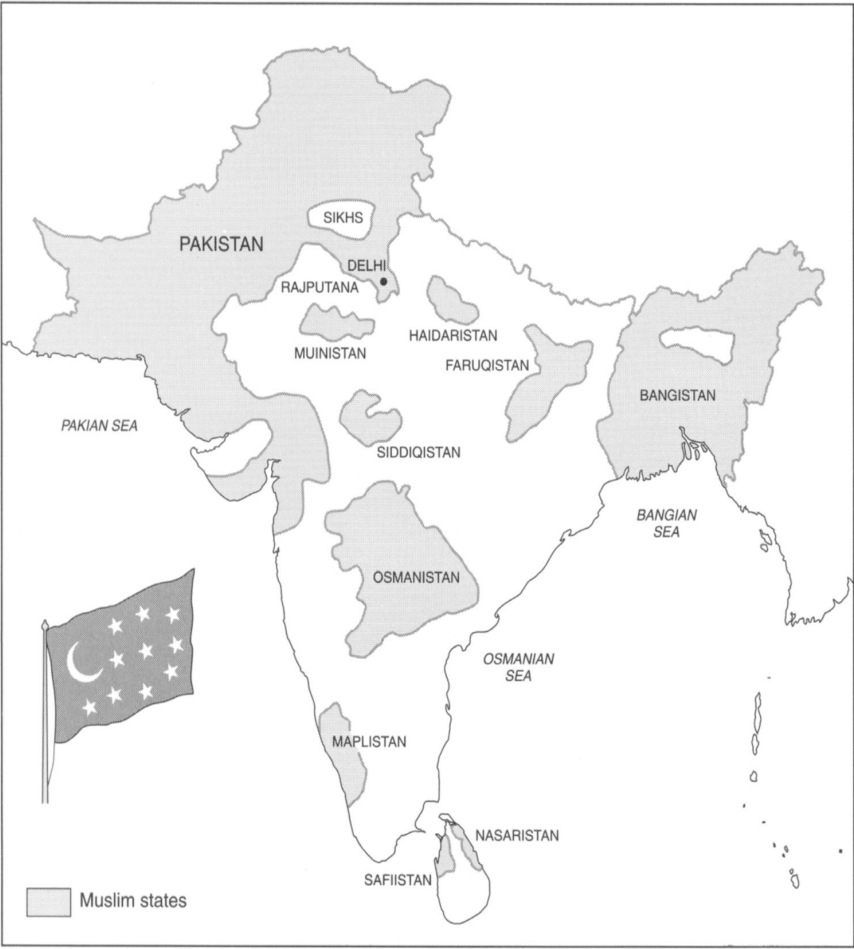 SIKHS
PAKISTAN
DELHI
RAJPUTANA
HAIDARISTAN
MUINISTAN
FARUQISTAN
BANGISTAN
PAKIAN SEA
SIDDIQISTAN
BANGIAN
SEA
OSMANISTAN
OSMANIAN
SEA
MAPLISTAN
NASARISTAN
SAFIISTAN
Muslim states